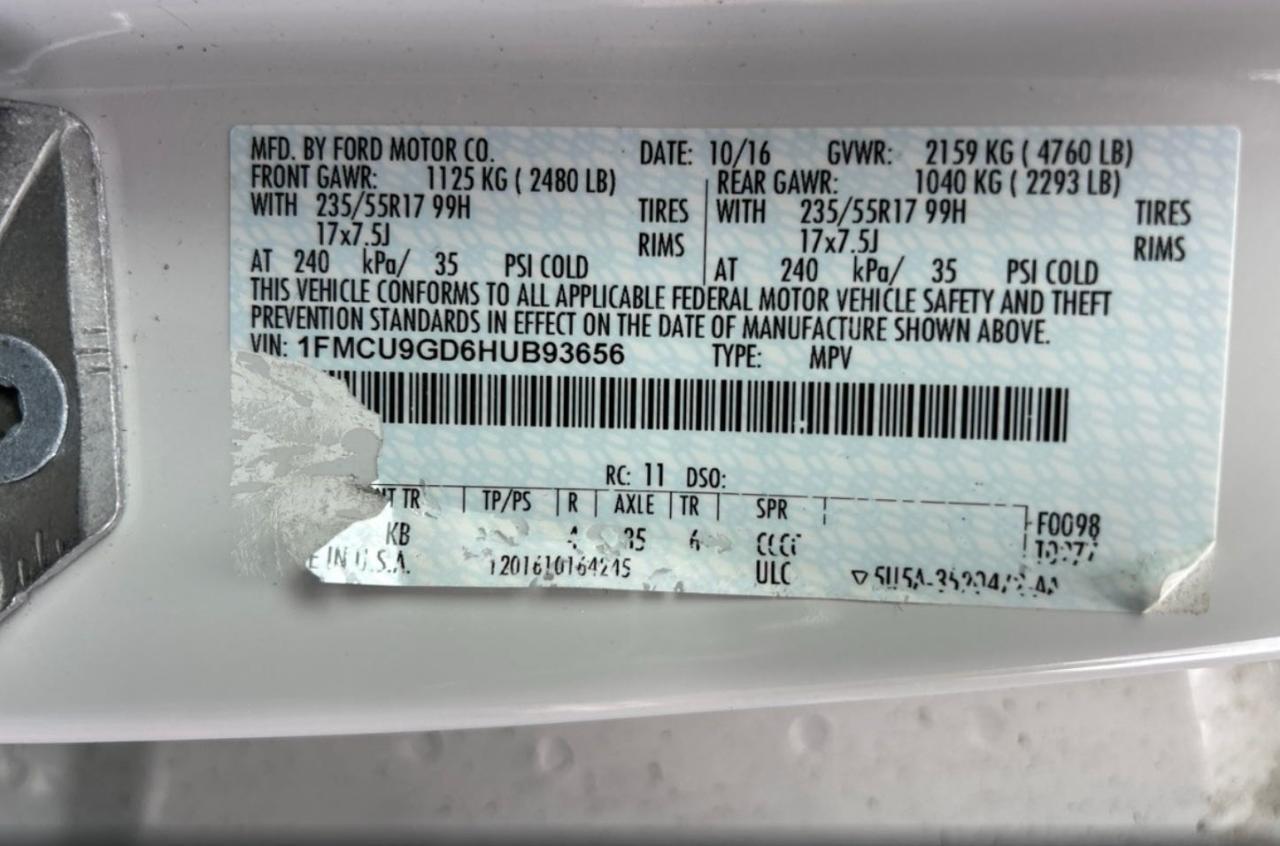 MFD. BY FORD MOTOR CO. DATE: 10/16 GVWR: 2159 KG ( 4760 LB)
FRONT GAWR: 1125 KG ( 2480 LB) REAR GAWR: 1040 KG ( 2293 LB)
WITH 235/55R17 99H TIRES WITH 235/55R17 99H TIRES
17x7.5J RIMS 17x7.5J RIMS
AT 240 kPa/ 35 PSI COLD AT 240 kPa/ 35 PSI COLD
THIS VEHICLE CONFORMS TO ALL APPLICABLE FEDERAL MOTOR VEHICLE SAFETY AND THEFT
PREVENTION STANDARDS IN EFFECT ON THE DATE OF MANUFACTURE SHOWN ABOVE.
VIN: 1FMCU9GD6HUB93656 TYPE: MPV
RC: 11 DSO:
TR TP/PS R AXLE TR SPR F0098
KB
IN U.S.A. ULC